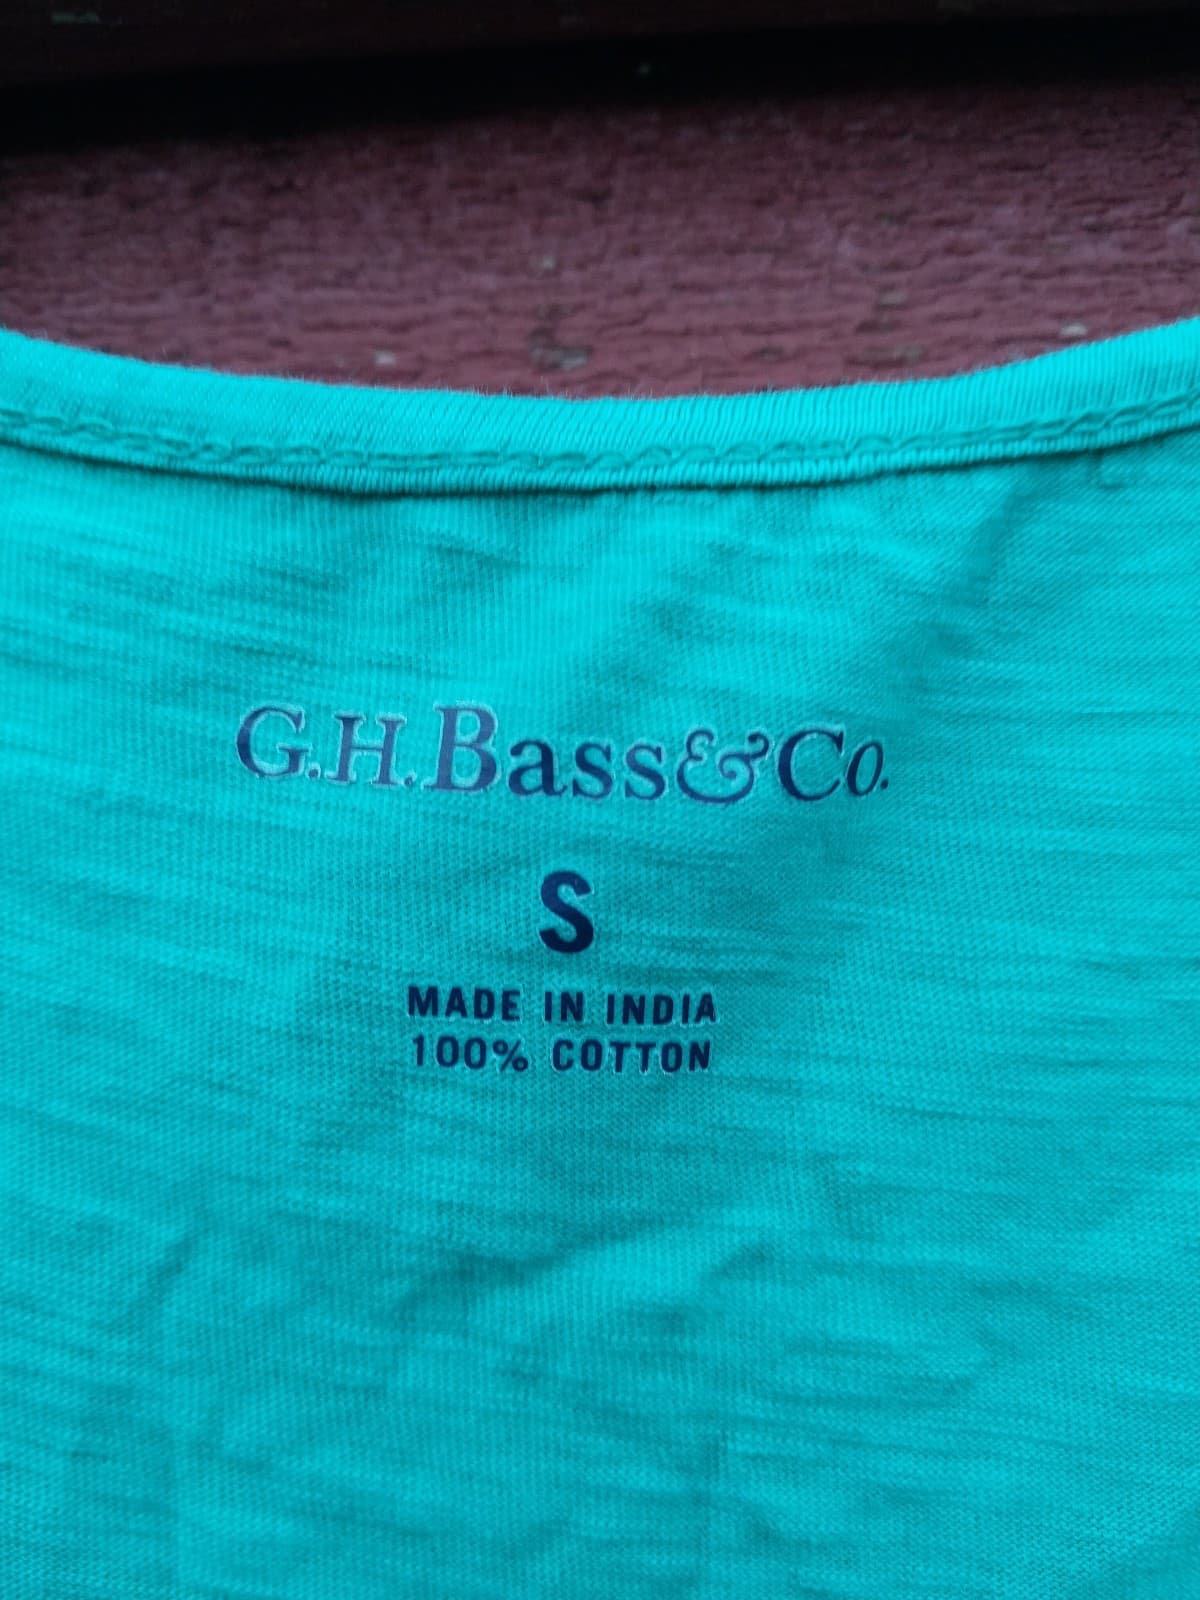 G.H.Bass&Co.
S
MADE IN INDIA
100% COTTON